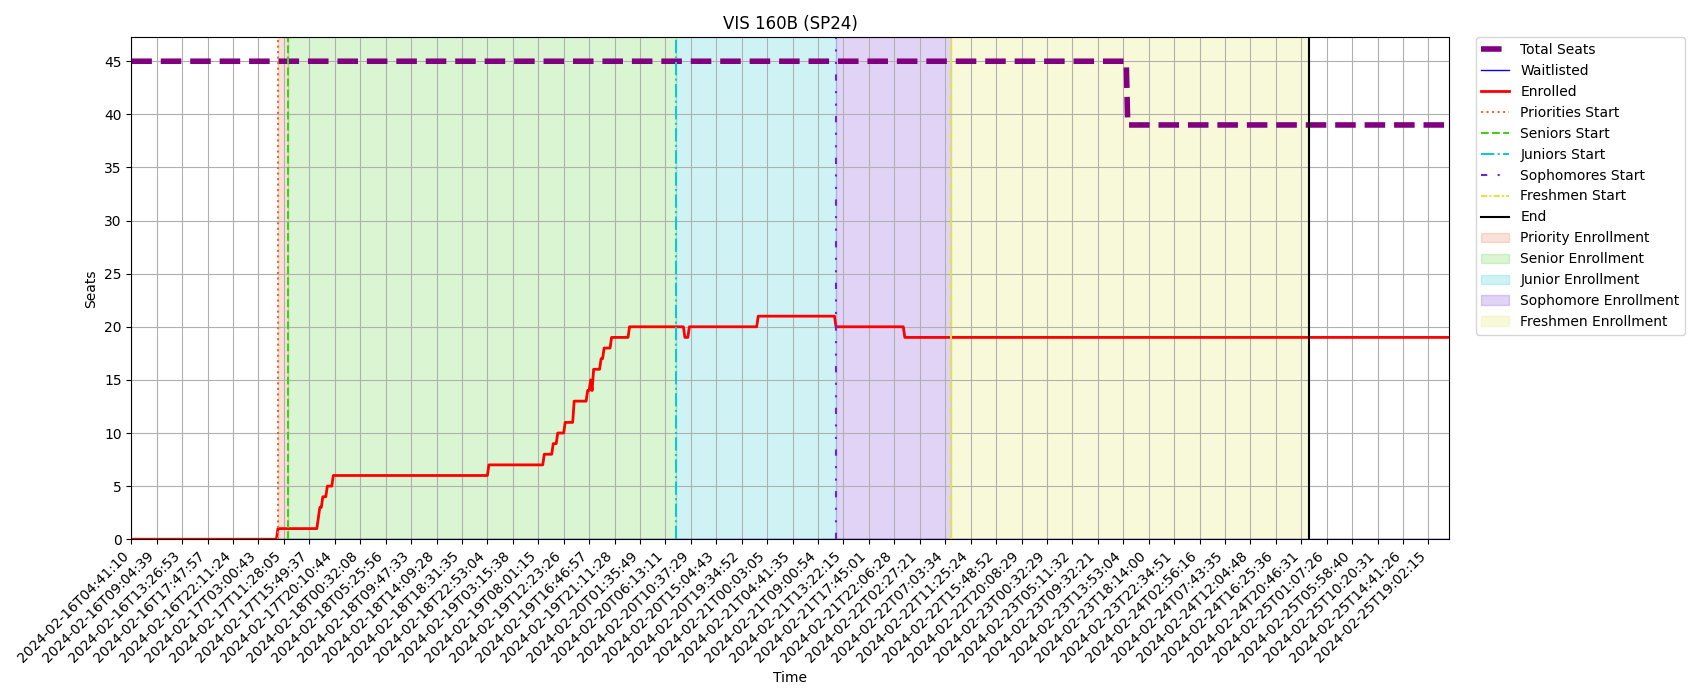 VIS 160B (SP24)
Seats
45
40
35
30
25
20
15
10
5
0
2024-02-16T04:41:10
2024-02-16T09:04:39
2024-02-16T13:26:53
2024-02-16T17:47:57
2024-02-16T22:11:24
2024-02-17T03:00:43
2024-02-17T11:28:05
2024-02-17T15:49:37
2024-02-17T20:10:44
2024-02-18T00:32:08
2024-02-18T05:25:56
2024-02-18T09:47:33
2024-02-18T14:09:28
2024-02-18T18:31:35
2024-02-18T22:53:04
2024-02-19T03:15:38
2024-02-19T08:01:15
2024-02-19T12:23:26
2024-02-19T16:46:57
2024-02-19T21:11:28
2024-02-20T01:35:49
2024-02-20T06:13:11
2024-02-20T10:37:29
2024-02-20T15:04:43
2024-02-20T19:34:52
2024-02-21T00:03:05
2024-02-21T04:41:35
2024-02-21T09:00:54
2024-02-21T13:22:15
2024-02-21T17:45:01
2024-02-21T22:06:28
2024-02-22T02:27:21
2024-02-22T07:03:34
2024-02-22T11:25:24
2024-02-22T15:48:52
2024-02-22T20:08:29
2024-02-23T00:32:29
2024-02-23T05:11:32
2024-02-23T09:32:21
2024-02-23T13:53:04
2024-02-23T18:14:00
2024-02-23T22:34:51
2024-02-24T02:56:16
2024-02-24T07:43:35
2024-02-24T12:04:48
2024-02-24T16:25:36
2024-02-24T20:46:31
2024-02-25T01:07:26
2024-02-25T05:58:40
2024-02-25T10:20:31
2024-02-25T14:41:26
2024-02-25T19:02:15
Time
Total Seats
Waitlisted
Enrolled
Priorities Start
Seniors Start
Juniors Start
Sophomores Start
Freshmen Start
End
Priority Enrollment
Senior Enrollment
Junior Enrollment
Sophomore Enrollment
Freshmen Enrollment